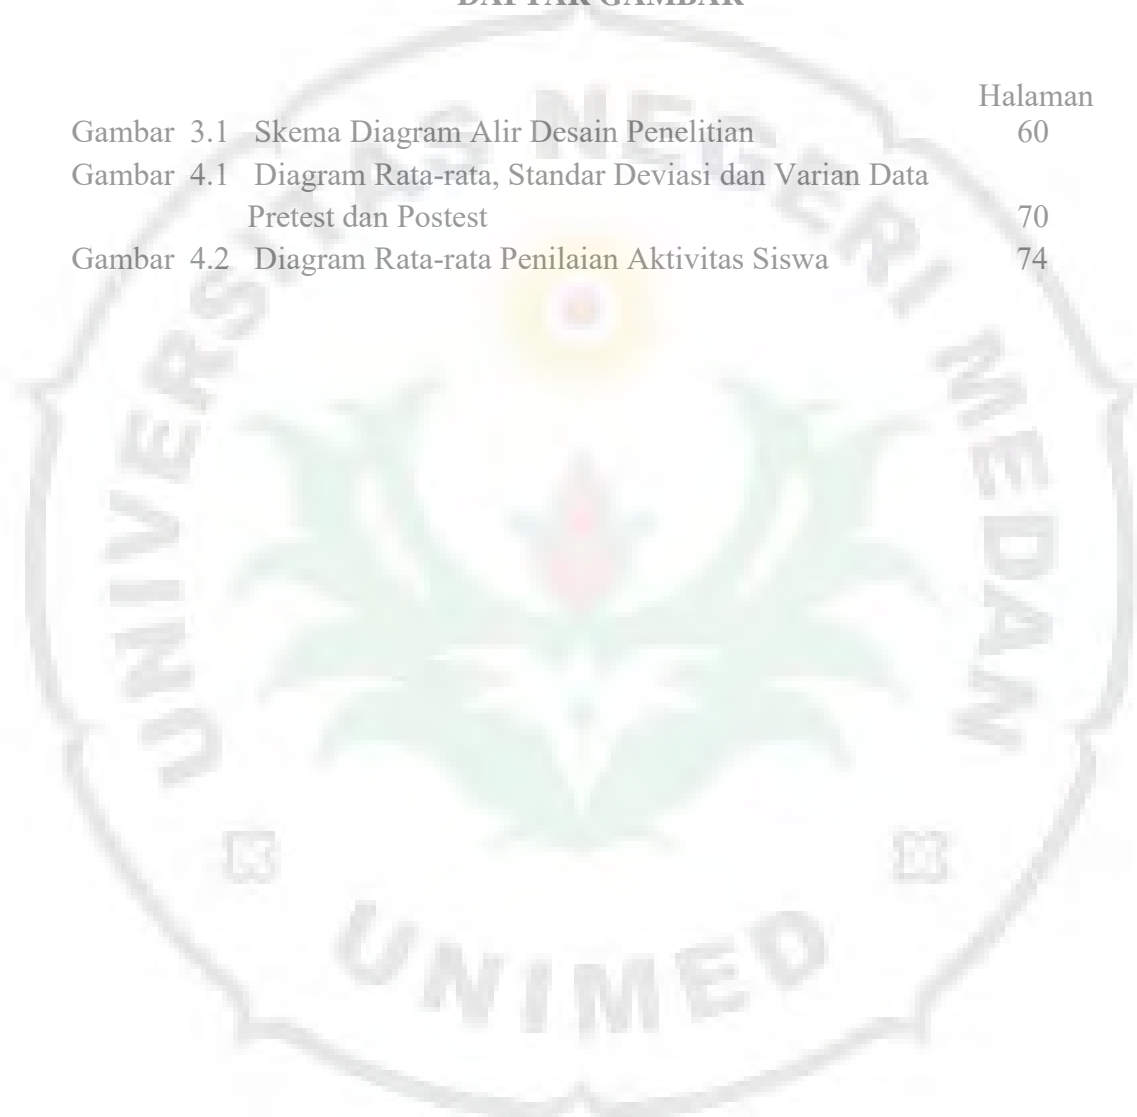 DAFTAR GAMBAR
Halaman
Gambar 3.1 Skema Diagram Alir Desain Penelitian 60
Gambar 4.1 Diagram Rata-rata, Standar Deviasi dan Varian Data
Pretest dan Postest 70
Gambar 4.2 Diagram Rata-rata Penilaian Aktivitas Siswa 74
UNIVERSITAS NEGERI MEDAN
UNIMED